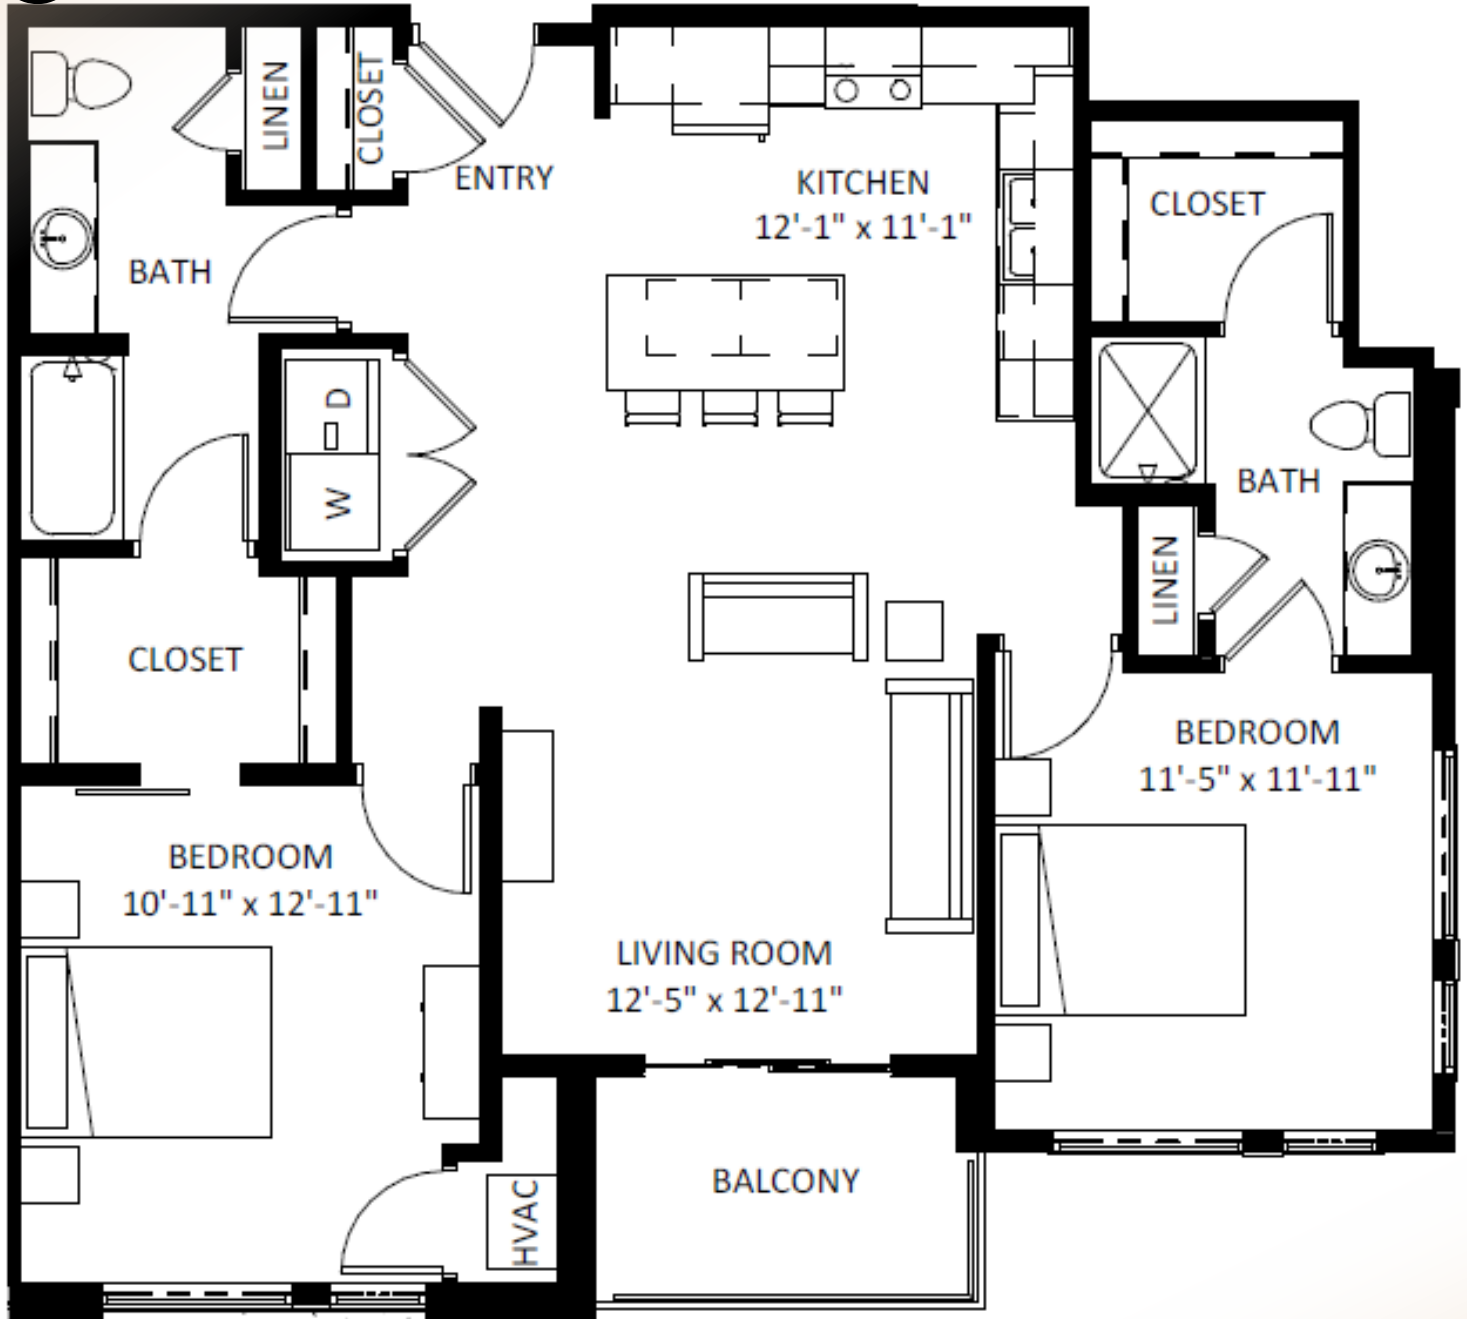 LINEN
CLOSET
ENTRY
KITCHEN
12'-1" x 11'-1"
CLOSET
BATH
D
W
BATH
LINEN
CLOSET
BEDROOM
11'-5" x 11'-11"
BEDROOM
10'-11" x 12'-11"
LIVING ROOM
12'-5" x 12'-11"
BALCONY
HVAC